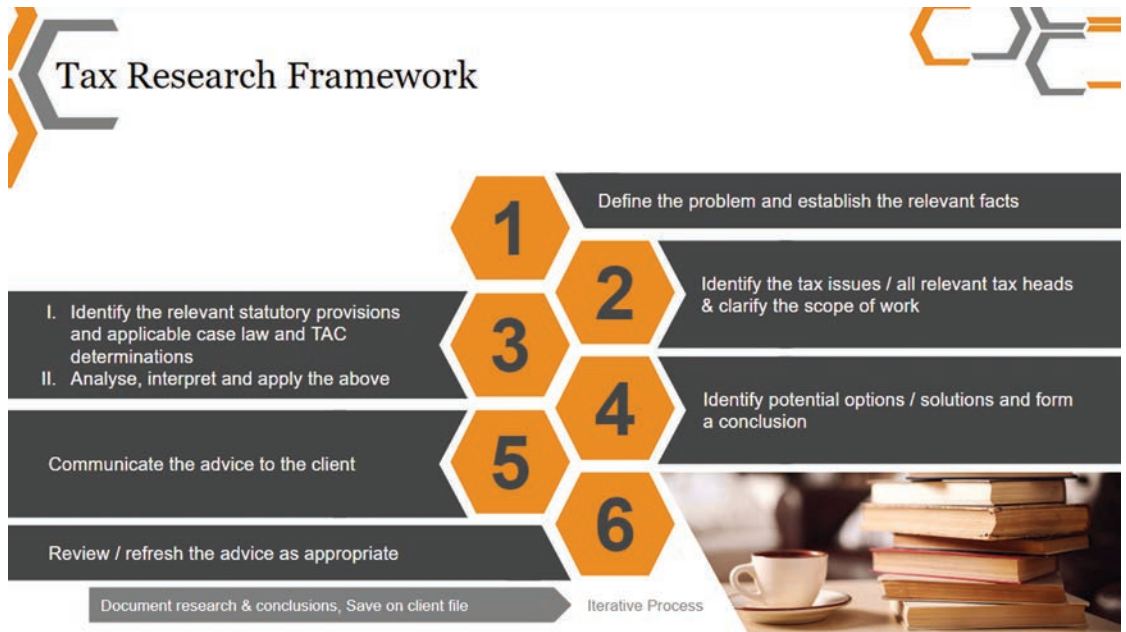 Tax Research Framework
1
Define the problem and establish the relevant facts
2
Identify the tax issues / all relevant tax heads
& clarify the scope of work
I. Identify the relevant statutory provisions
and applicable case law and TAC
determinations
II. Analyse, interpret and apply the above
3
4
Identify potential options / solutions and form
a conclusion
Communicate the advice to the client
5
6
Review / refresh the advice as appropriate
Document research & conclusions, Save on client file
Iterative Process